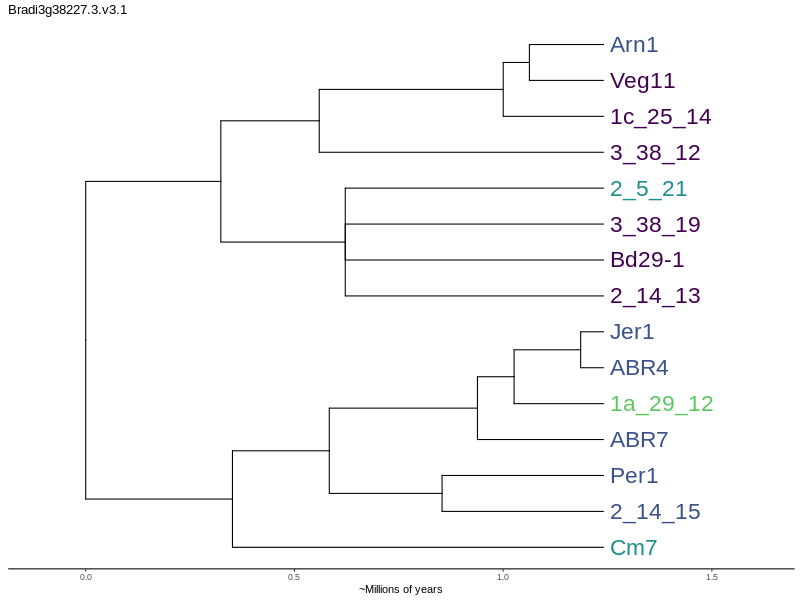 Bradi3g38227.3.v3.1
Arn1
Veg11
1c_25_14
3_38_12
2_5_21
3_38_19
Bd29-1
2_14_13
Jer1
ABR4
1a_29_12
ABR7
Per1
2_14_15
Cm7
0.0 0.5 1.0 1.5
~Millions of years